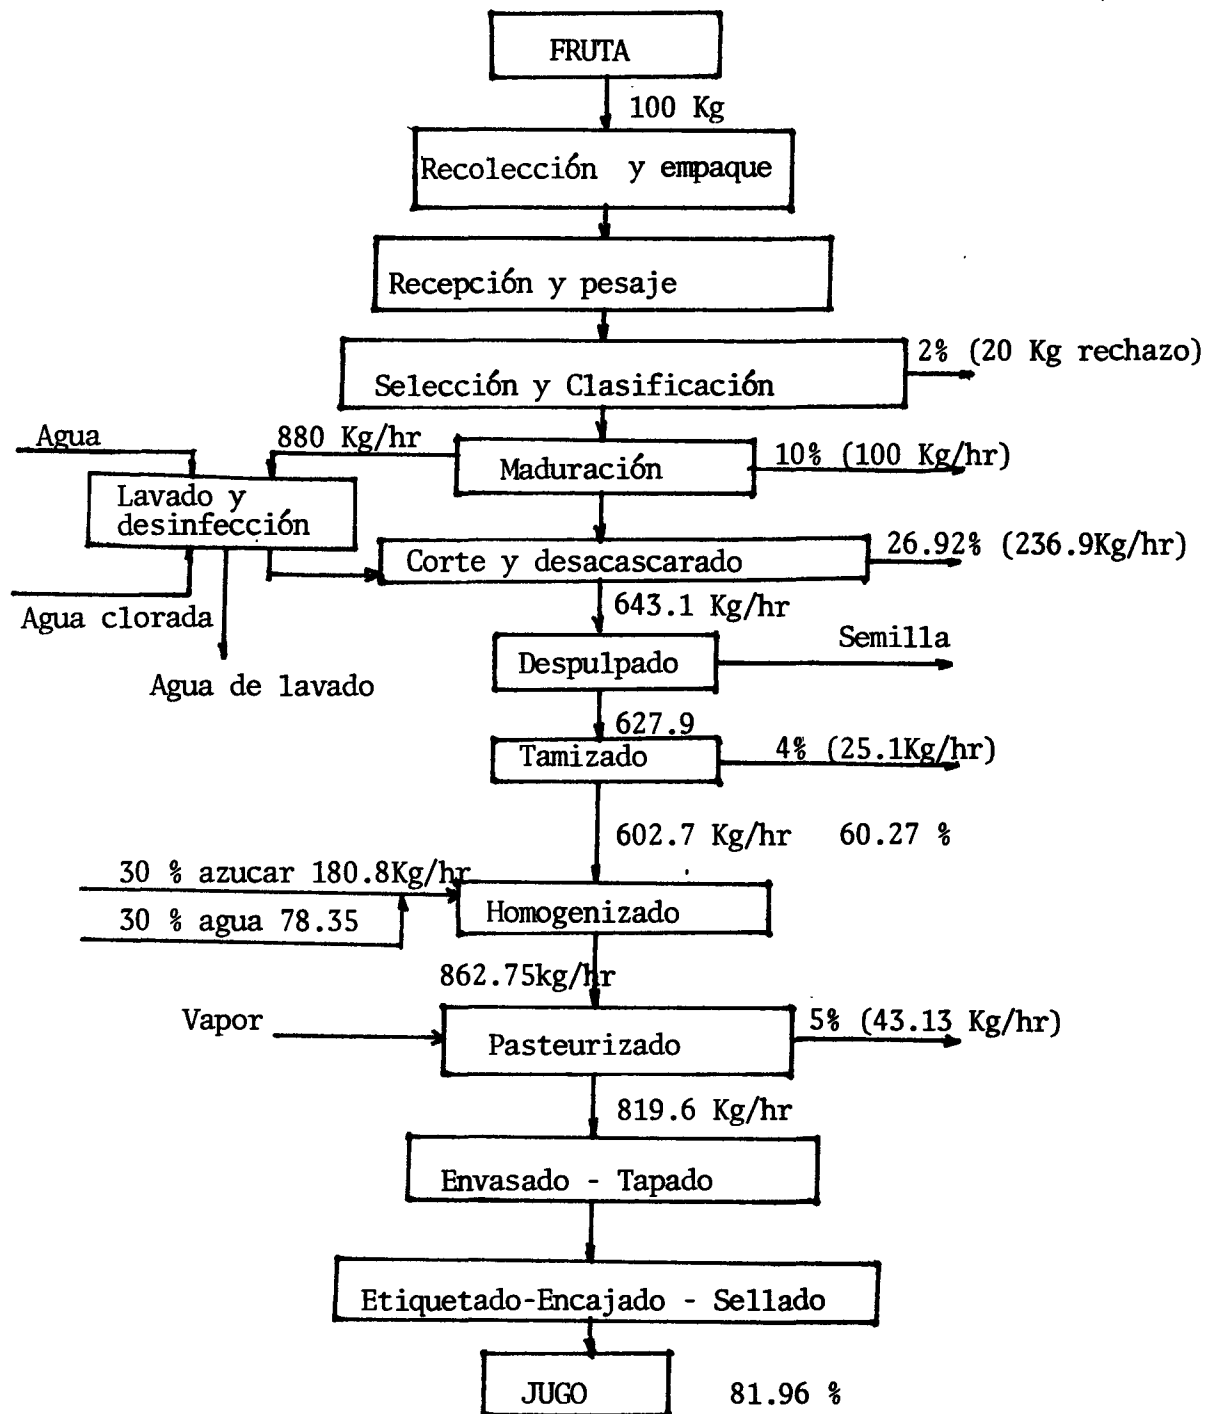 FRUTA
100 Kg
Recolección y empaque
Recepción y pesaje
2% (20 Kg rechazo)
Selección y Clasificación
Agua
880 Kg/hr
Maduración
10% (100 Kg/hr)
Lavado y
desinfección
Corte y desacascarado
26.92% (236.9Kg/hr)
Agua clorada
643.1 Kg/hr
Despulpado
Semilla
Agua de lavado
627.9
Tamizado
4% (25.1Kg/hr)
602.7 Kg/hr 60.27 %
30 % azucar 180.8Kg/hr
Homogenizado
30 % agua 78.35
862.75kg/hr
Vapor
Pasteurizado
5% (43.13 Kg/hr)
819.6 Kg/hr
Envasado - Tapado
Etiquetado-Encajado - Sellado
JUGO 81.96 %